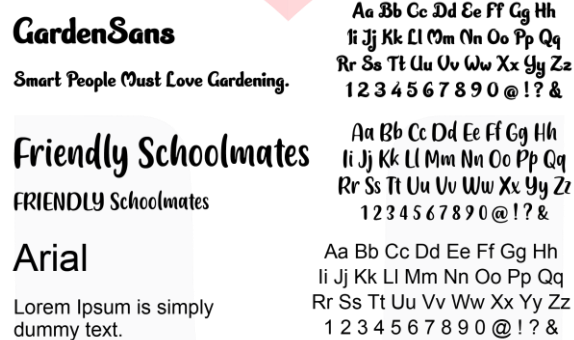 GardenSans
Smart People Must Love Gardening.
Aa Bb Cc Dd Ee Ff Gg Hh
Ii Jj Kk Ll Mm Nn Oo Pp Qq
Rr Ss Tt Uu Vv Ww Xx Yy Zz
1 2 3 4 5 6 7 8 9 0 @ ! ? &
Friendly Schoolmates
FRIENDLY Schoolmates
Aa Bb Cc Dd Ee Ff Gg Hh
Ii Jj Kk Ll Mm Nn Oo Pp Qq
Rr Ss Tt Uu Vv Ww Xx Yy Zz
1 2 3 4 5 6 7 8 9 0 @ ! ? &
Arial
Lorem Ipsum is simply
dummy text.
Aa Bb Cc Dd Ee Ff Gg Hh
Ii Jj Kk Ll Mm Nn Oo Pp Qq
Rr Ss Tt Uu Vv Ww Xx Yy Zz
1 2 3 4 5 6 7 8 9 0 @ ! ? &